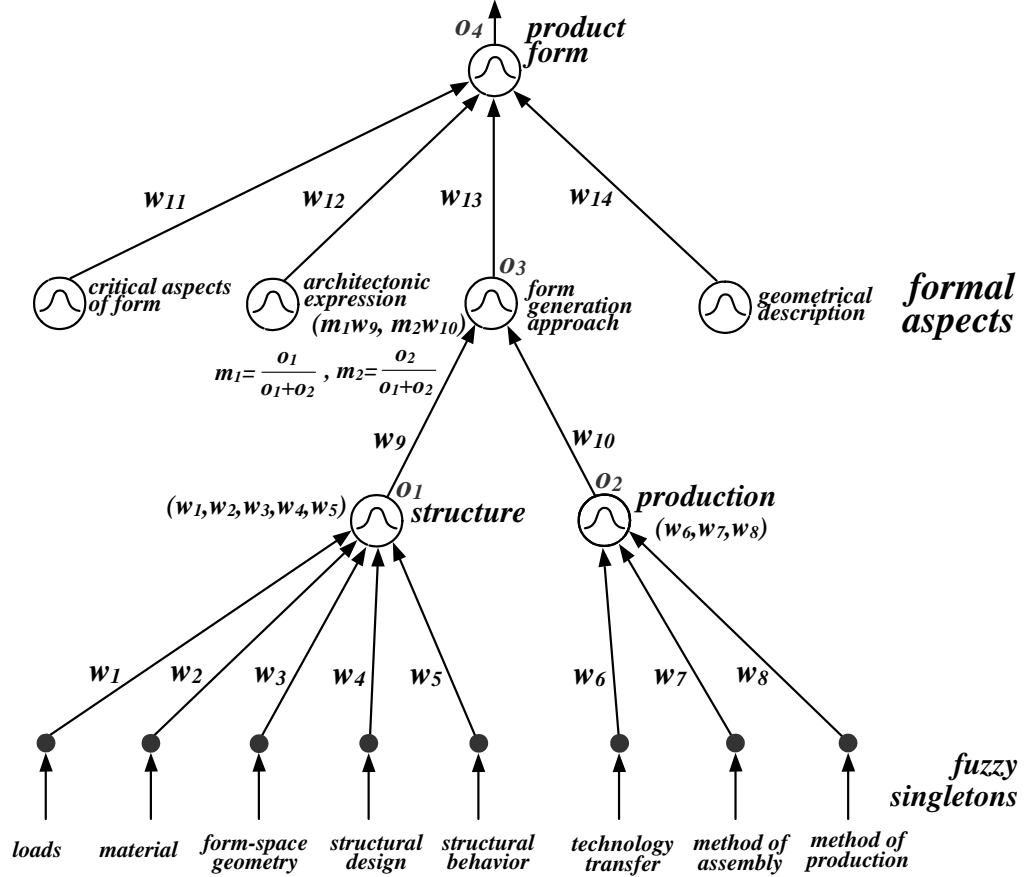 o4 product
form
w11
w12
w13
w14
o3
critical aspects
of form
architectonic
expression
(m1w9, m2w10)
form
generation
approach
geometrical
description
formal
aspects
m1= o1/o1+o2 , m2= o2/o1+o2
w9
w10
(w1,w2,w3,w4,w5)
o1
structure
o2
production
(w6,w7,w8)
w1
w2
w3
w4
w5
w6
w7
w8
fuzzy
singletons
loads
material
form-space
geometry
structural
design
structural
behavior
technology
transfer
method of
assembly
method of
production